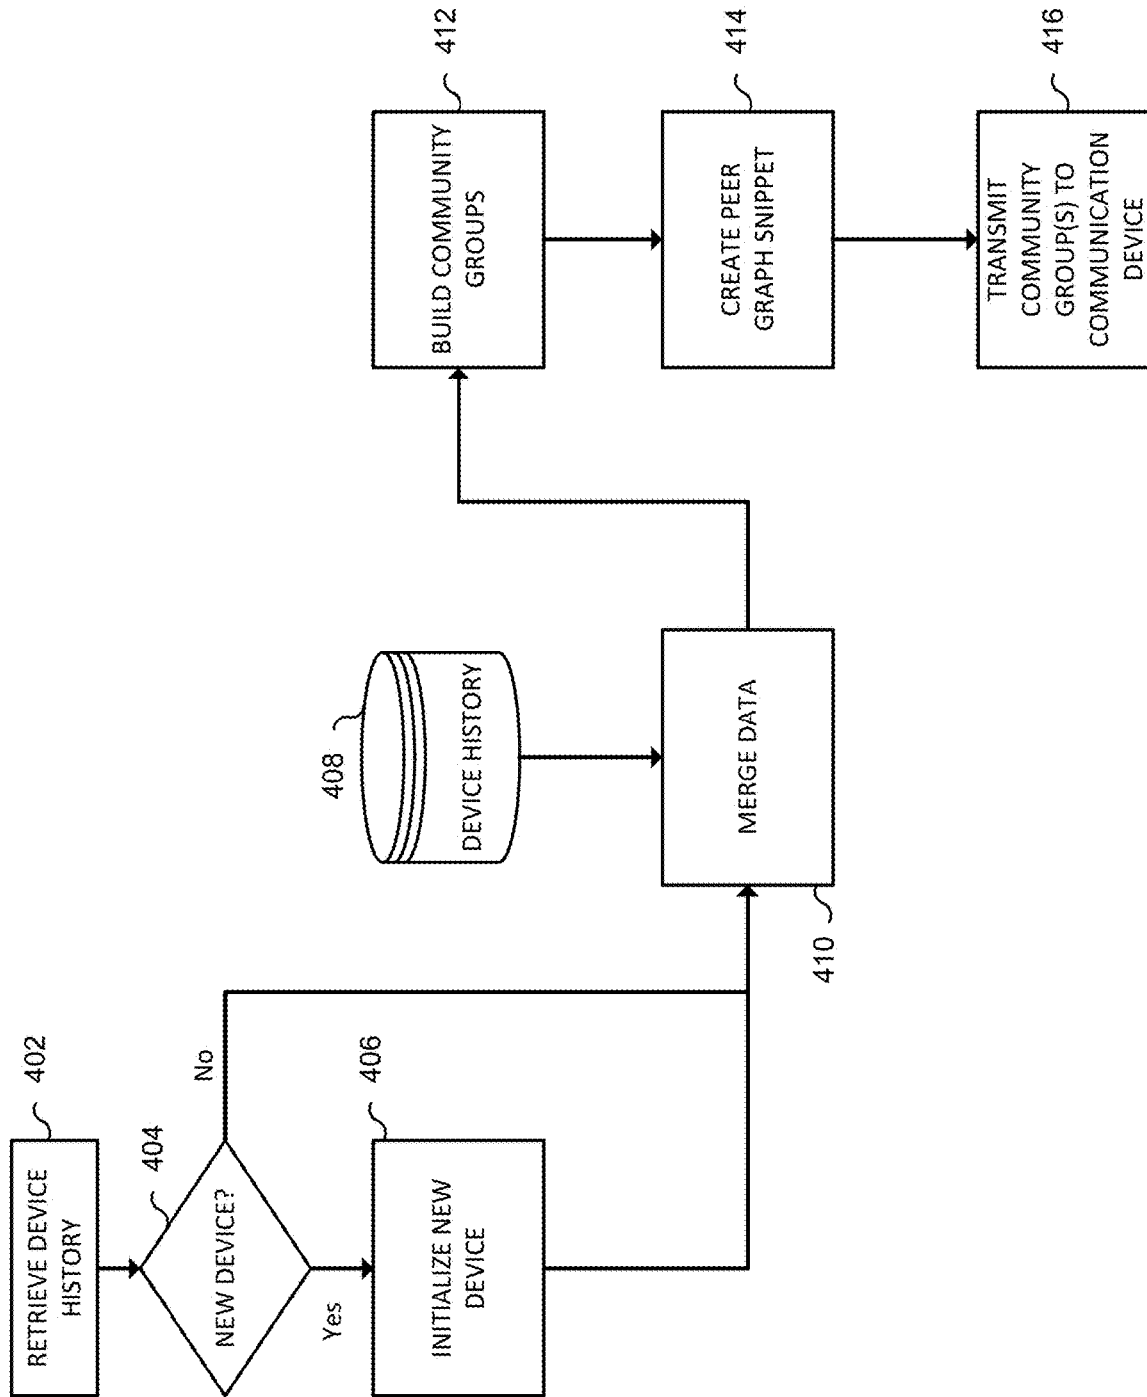 RETRIEVE DEVICE
HISTORY
402
NEW DEVICE?
404
No
Yes
INITIALIZE NEW
DEVICE
406
408
DEVICE HISTORY
MERGE DATA
410
BUILD COMMUNITY
GROUPS
412
CREATE PEER
GRAPH SNIPPET
414
TRANSMIT
COMMUNITY
GROUP(S) TO
COMMUNICATION
DEVICE
416